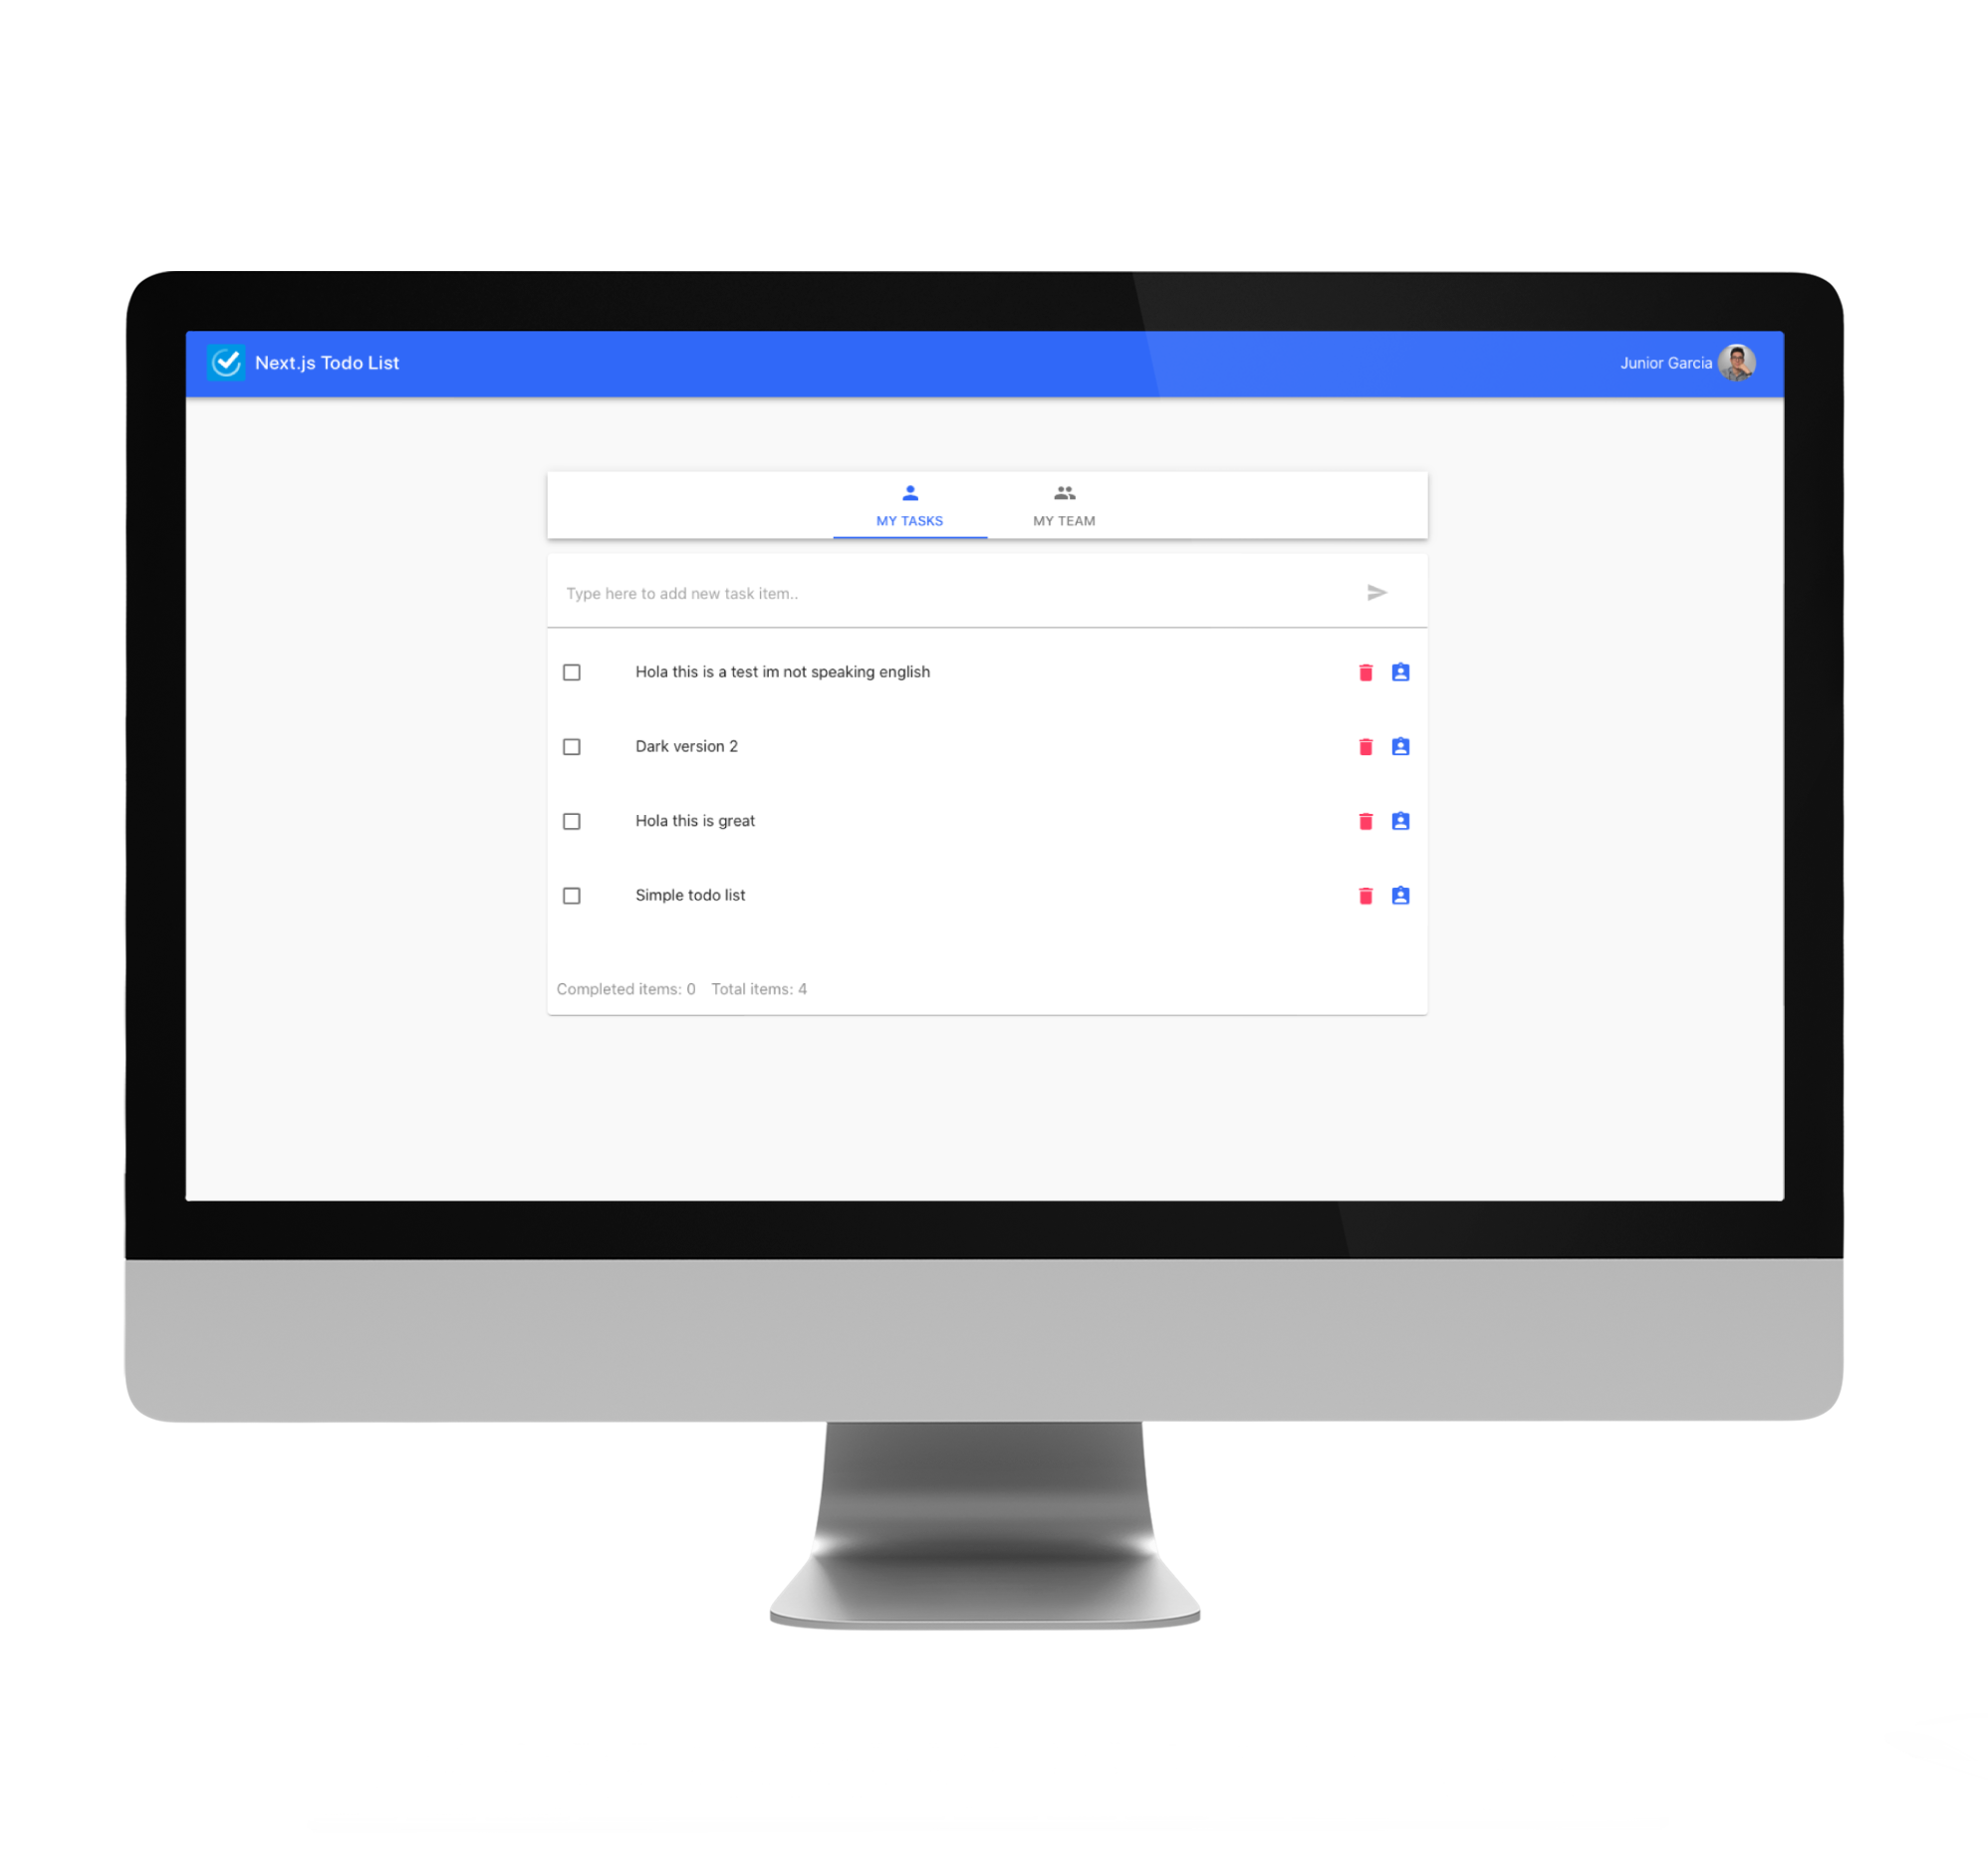 Next.js Todo List
Junior Garcia
MY TASKS
MY TEAM
Type here to add new task item..
Hola this is a test im not speaking english
Dark version 2
Hola this is great
Simple todo list
Completed items: 0 Total items: 4